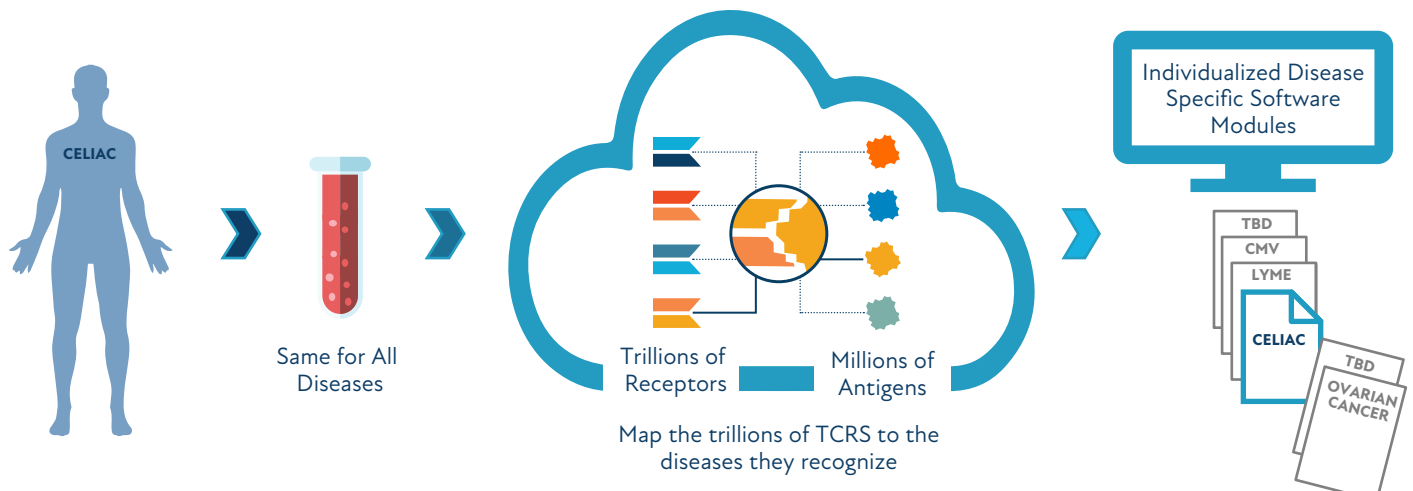 CELIAC
Same for All
Diseases
Trillions of
Receptors
Millions of
Antigens
Map the trillions of TCRS to the
diseases they recognize
Individualized Disease
Specific Software
Modules
TBD
CMV
LYME
CELIAC
TBD
OVARIAN
CANCER